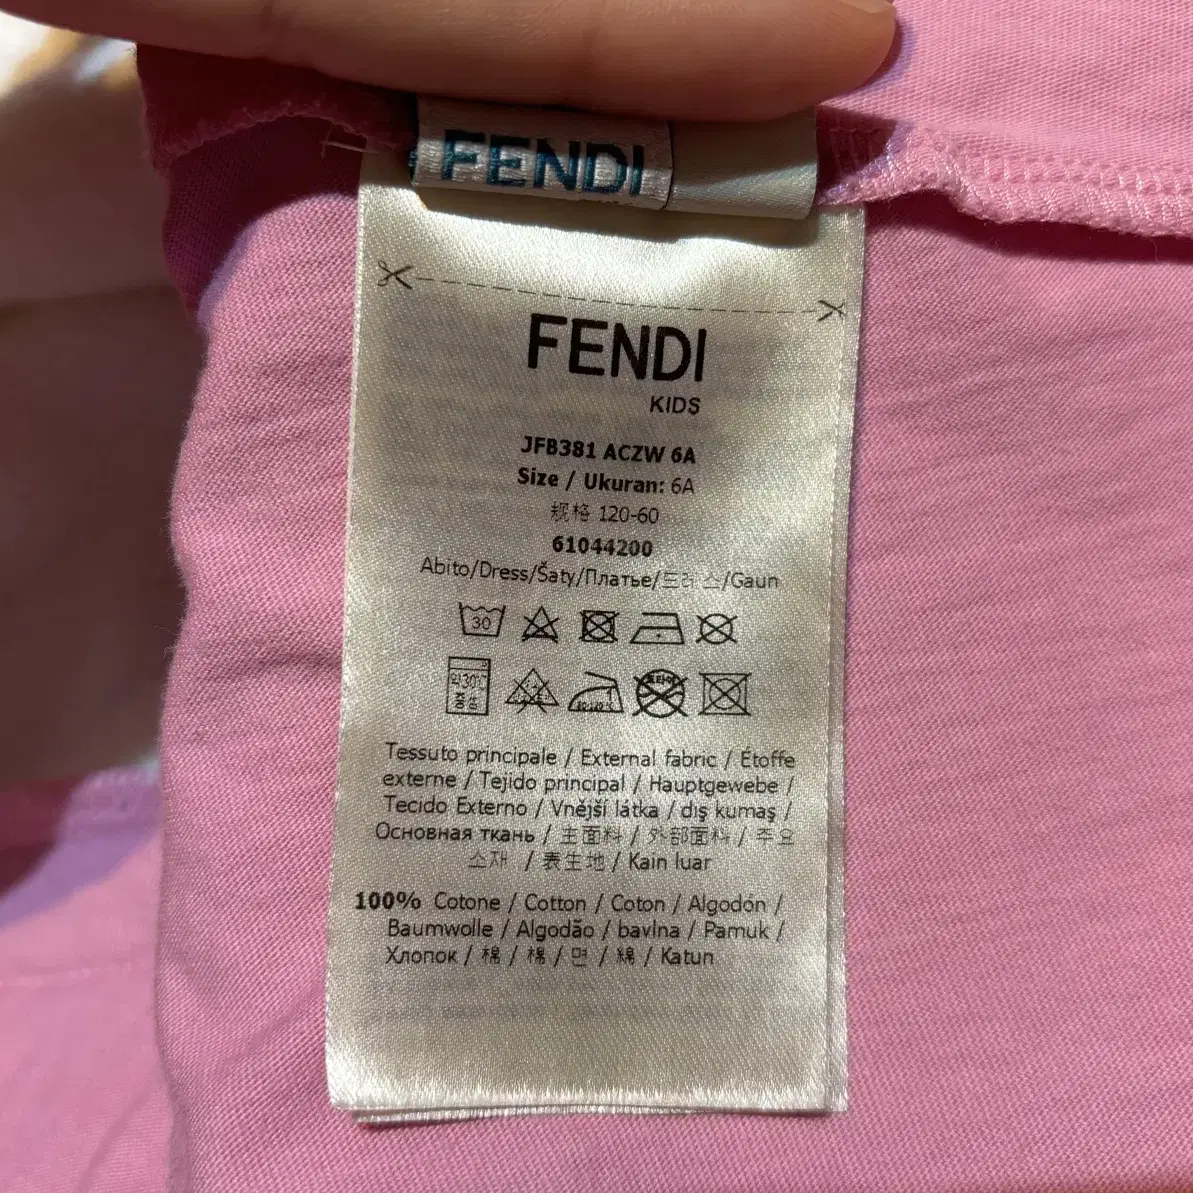 FENDI
FENDI
KIDS
JFB381 ACZW 6A
Size / Ukuran: 6A
规格 120-60
61044200
Abito/Dress/Šaty/Платье/드레스/Gaun
30
Tessuto principale / External fabric / Étoffe
externe / Tejido principal / Hauptgewebe /
Tecido Externo / Vnější látka / dış kumaş /
Основная ткань / 主面料 / 外部面料 / 주요
소재 / 表生地 / Kain luar
100% Cotone / Cotton / Coton / Algodón /
Baumwolle / Algodão / bavlna / Pamuk /
Хлопок / 棉 / 棉 / 면 / 綿 / Katun